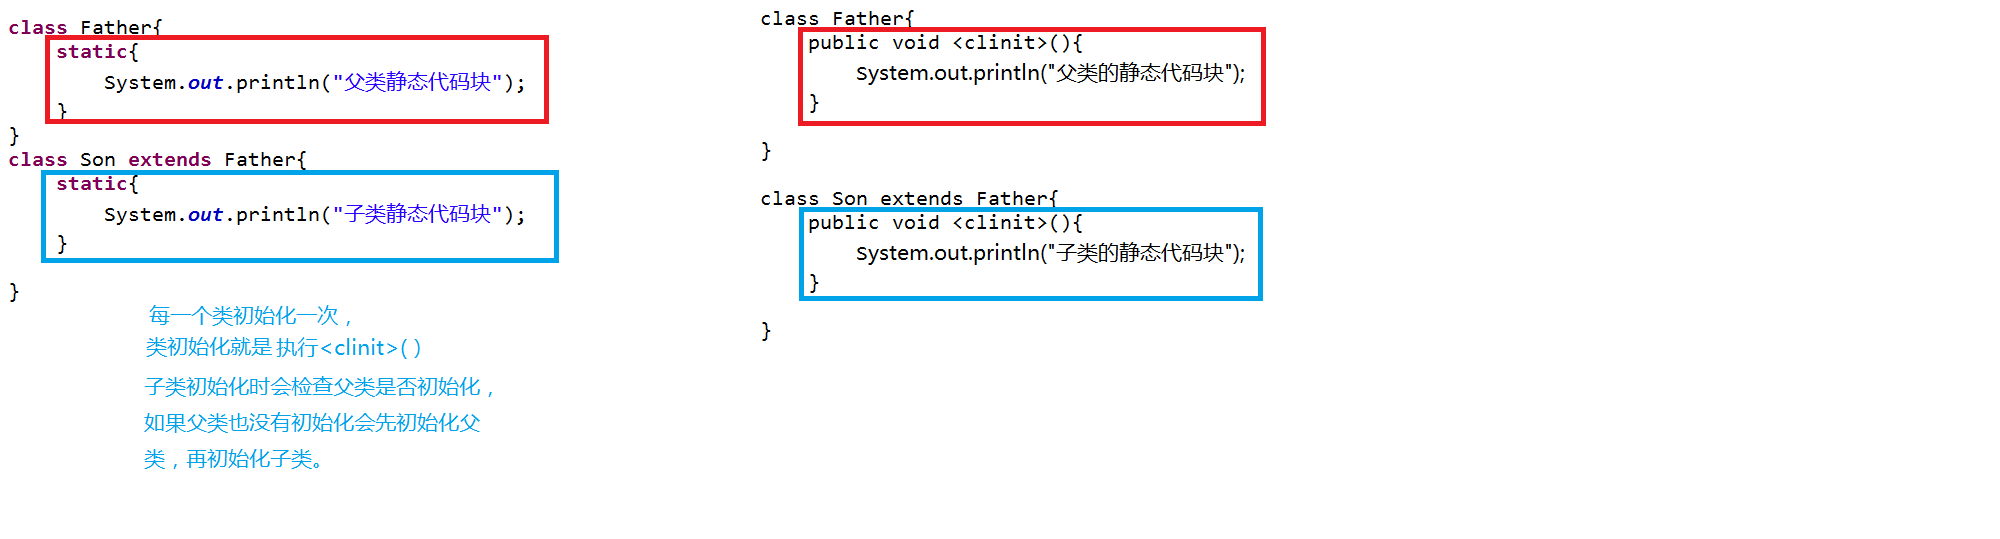 class Father{
static{
System.out.println("父类静态代码块");
}
}
class Son extends Father{
static{
System.out.println("子类静态代码块");
}
}
每一个类初始化一次，
类初始化就是执行<clinit>( )
子类初始化时会检查父类是否初始化，
如果父类也没有初始化会先初始化父
类，再初始化子类。
class Father{
public void <clinit>(){
System.out.println("父类的静态代码块");
}
}
class Son extends Father{
public void <clinit>(){
System.out.println("子类的静态代码块");
}
}